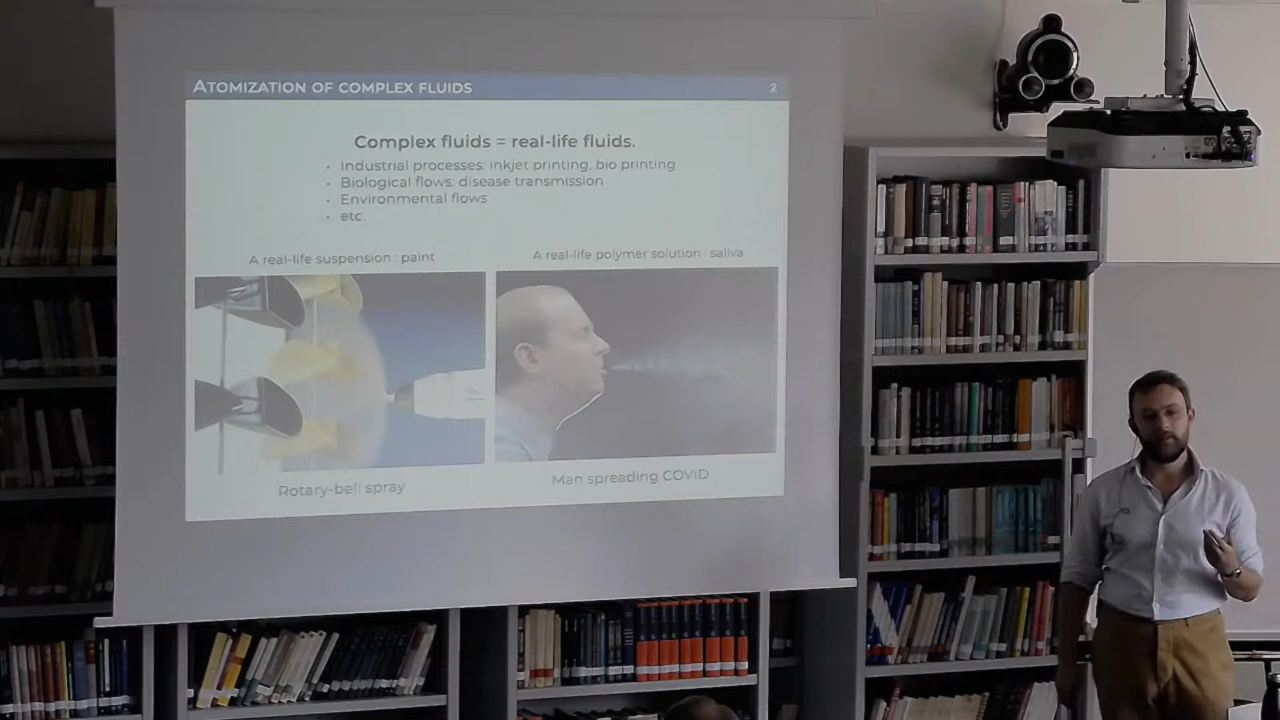 ATOMIZATION OF COMPLEX FLUIDS 2
Complex fluids = real-life fluids.
• Industrial processes: inkjet printing, bio printing
• Biological flows: disease transmission
• Environmental flows
• etc.
A real-life suspension : paint
A real-life polymer solution : saliva
Rotary-bell spray
Man spreading COVID